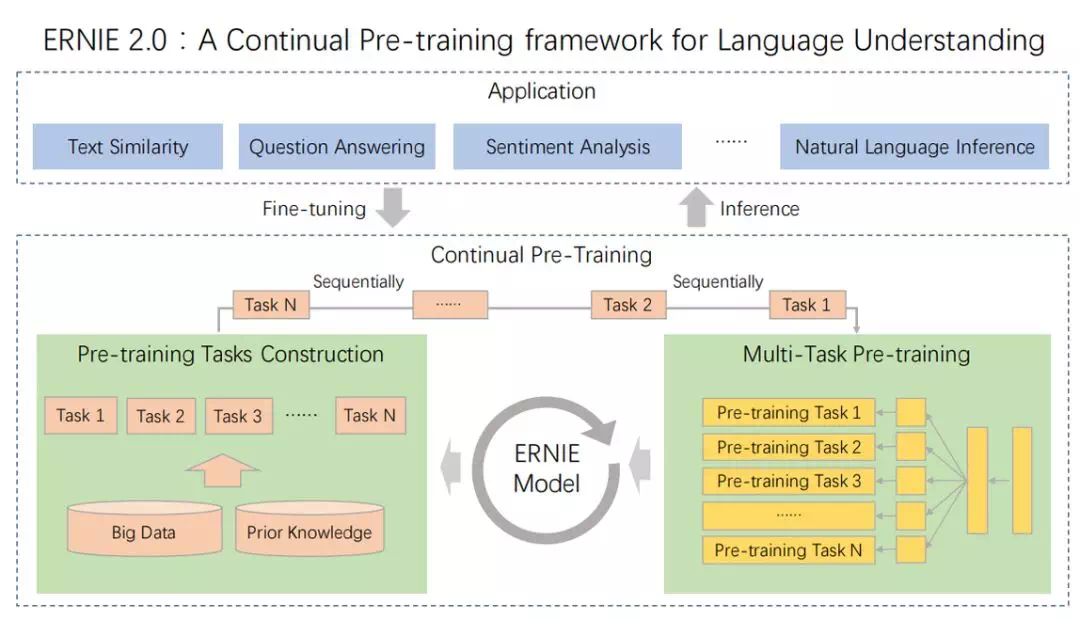 ERNIE 2.0：A Continual Pre-training framework for Language Understanding
Application
Text Similarity
Question Answering
Sentiment Analysis
......
Natural Language Inference
Fine-tuning
Inference
Continual Pre-Training
Sequentially
Sequentially
Task N
......
Task 2
Task 1
Pre-training Tasks Construction
Task 1
Task 2
Task 3
......
Task N
Big Data
Prior Knowledge
ERNIE
Model
Multi-Task Pre-training
Pre-training Task 1
Pre-training Task 2
Pre-training Task 3
......
Pre-training Task N